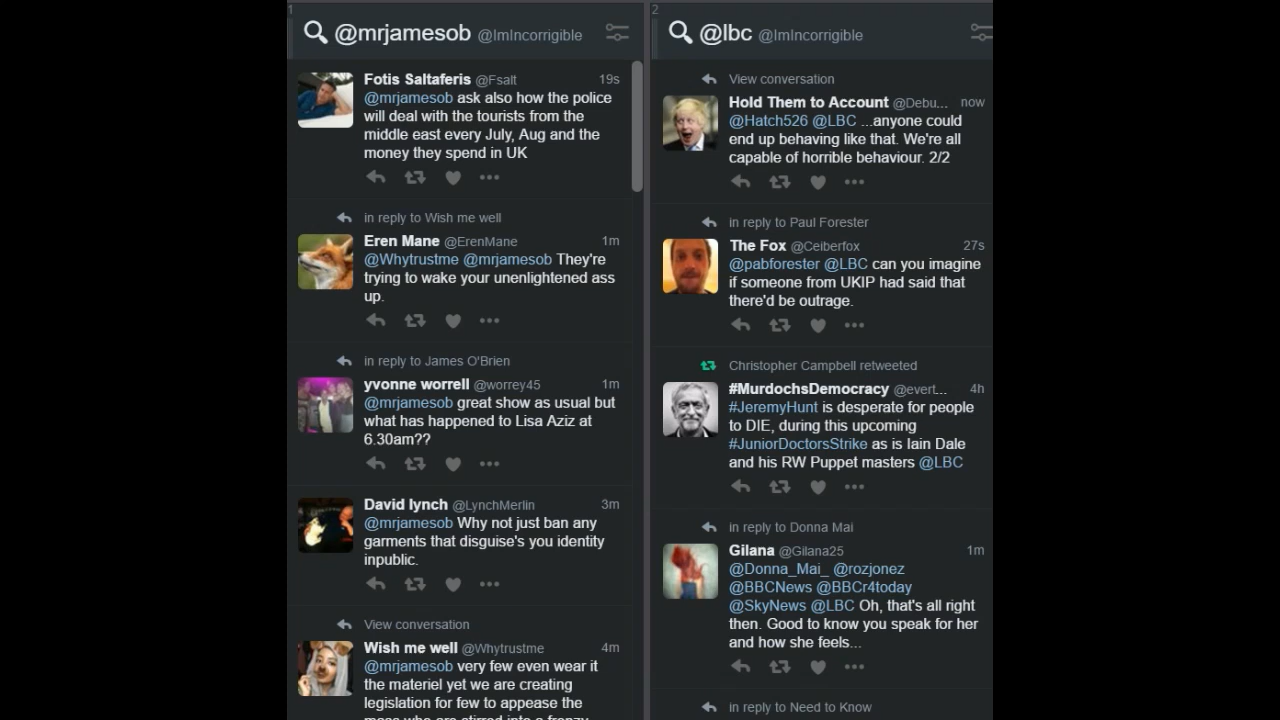 1
@mrjamesob @ImIncorrigible
Fotis Saltaferis @Fsalt 19s
@mrjamesob ask also how the police
will deal with the tourists from the
middle east every July, Aug and the
money they spend in UK
in reply to Wish me well
Eren Mane @ErenMane 1m
@Whytrustme @mrjamesob They're
trying to wake your unenlightened ass
up.
in reply to James O'Brien
yvonne worrell @worrey45 1m
@mrjamesob great show as usual but
what has happened to Lisa Aziz at
6.30am??
David lynch @LynchMerlin 3m
@mrjamesob Why not just ban any
garments that disguise's you identity
inpublic.
View conversation
Wish me well @Whytrustme 4m
@mrjamesob very few even wear it
the materiel yet we are creating
legislation for few to appease the
mass who are stirred into a frenzy
2
@lbc @ImIncorrigible
View conversation
Hold Them to Account @Debu... now
@Hatch526 @LBC ...anyone could
end up behaving like that. We're all
capable of horrible behaviour. 2/2
in reply to Paul Forester
The Fox @Ceiberfox 27s
@pabforester @LBC can you imagine
if someone from UKIP had said that
there'd be outrage.
Christopher Campbell retweeted
#MurdochsDemocracy @evert... 4h
#JeremyHunt is desperate for people
to DIE, during this upcoming
#JuniorDoctorsStrike as is Iain Dale
and his RW Puppet masters @LBC
in reply to Donna Mai
Gilana @Gilana25 1m
@Donna_Mai_ @rozjonez
@BBCNews @BBCr4today
@SkyNews @LBC Oh, that's all right
then. Good to know you speak for her
and how she feels...
in reply to Need to Know